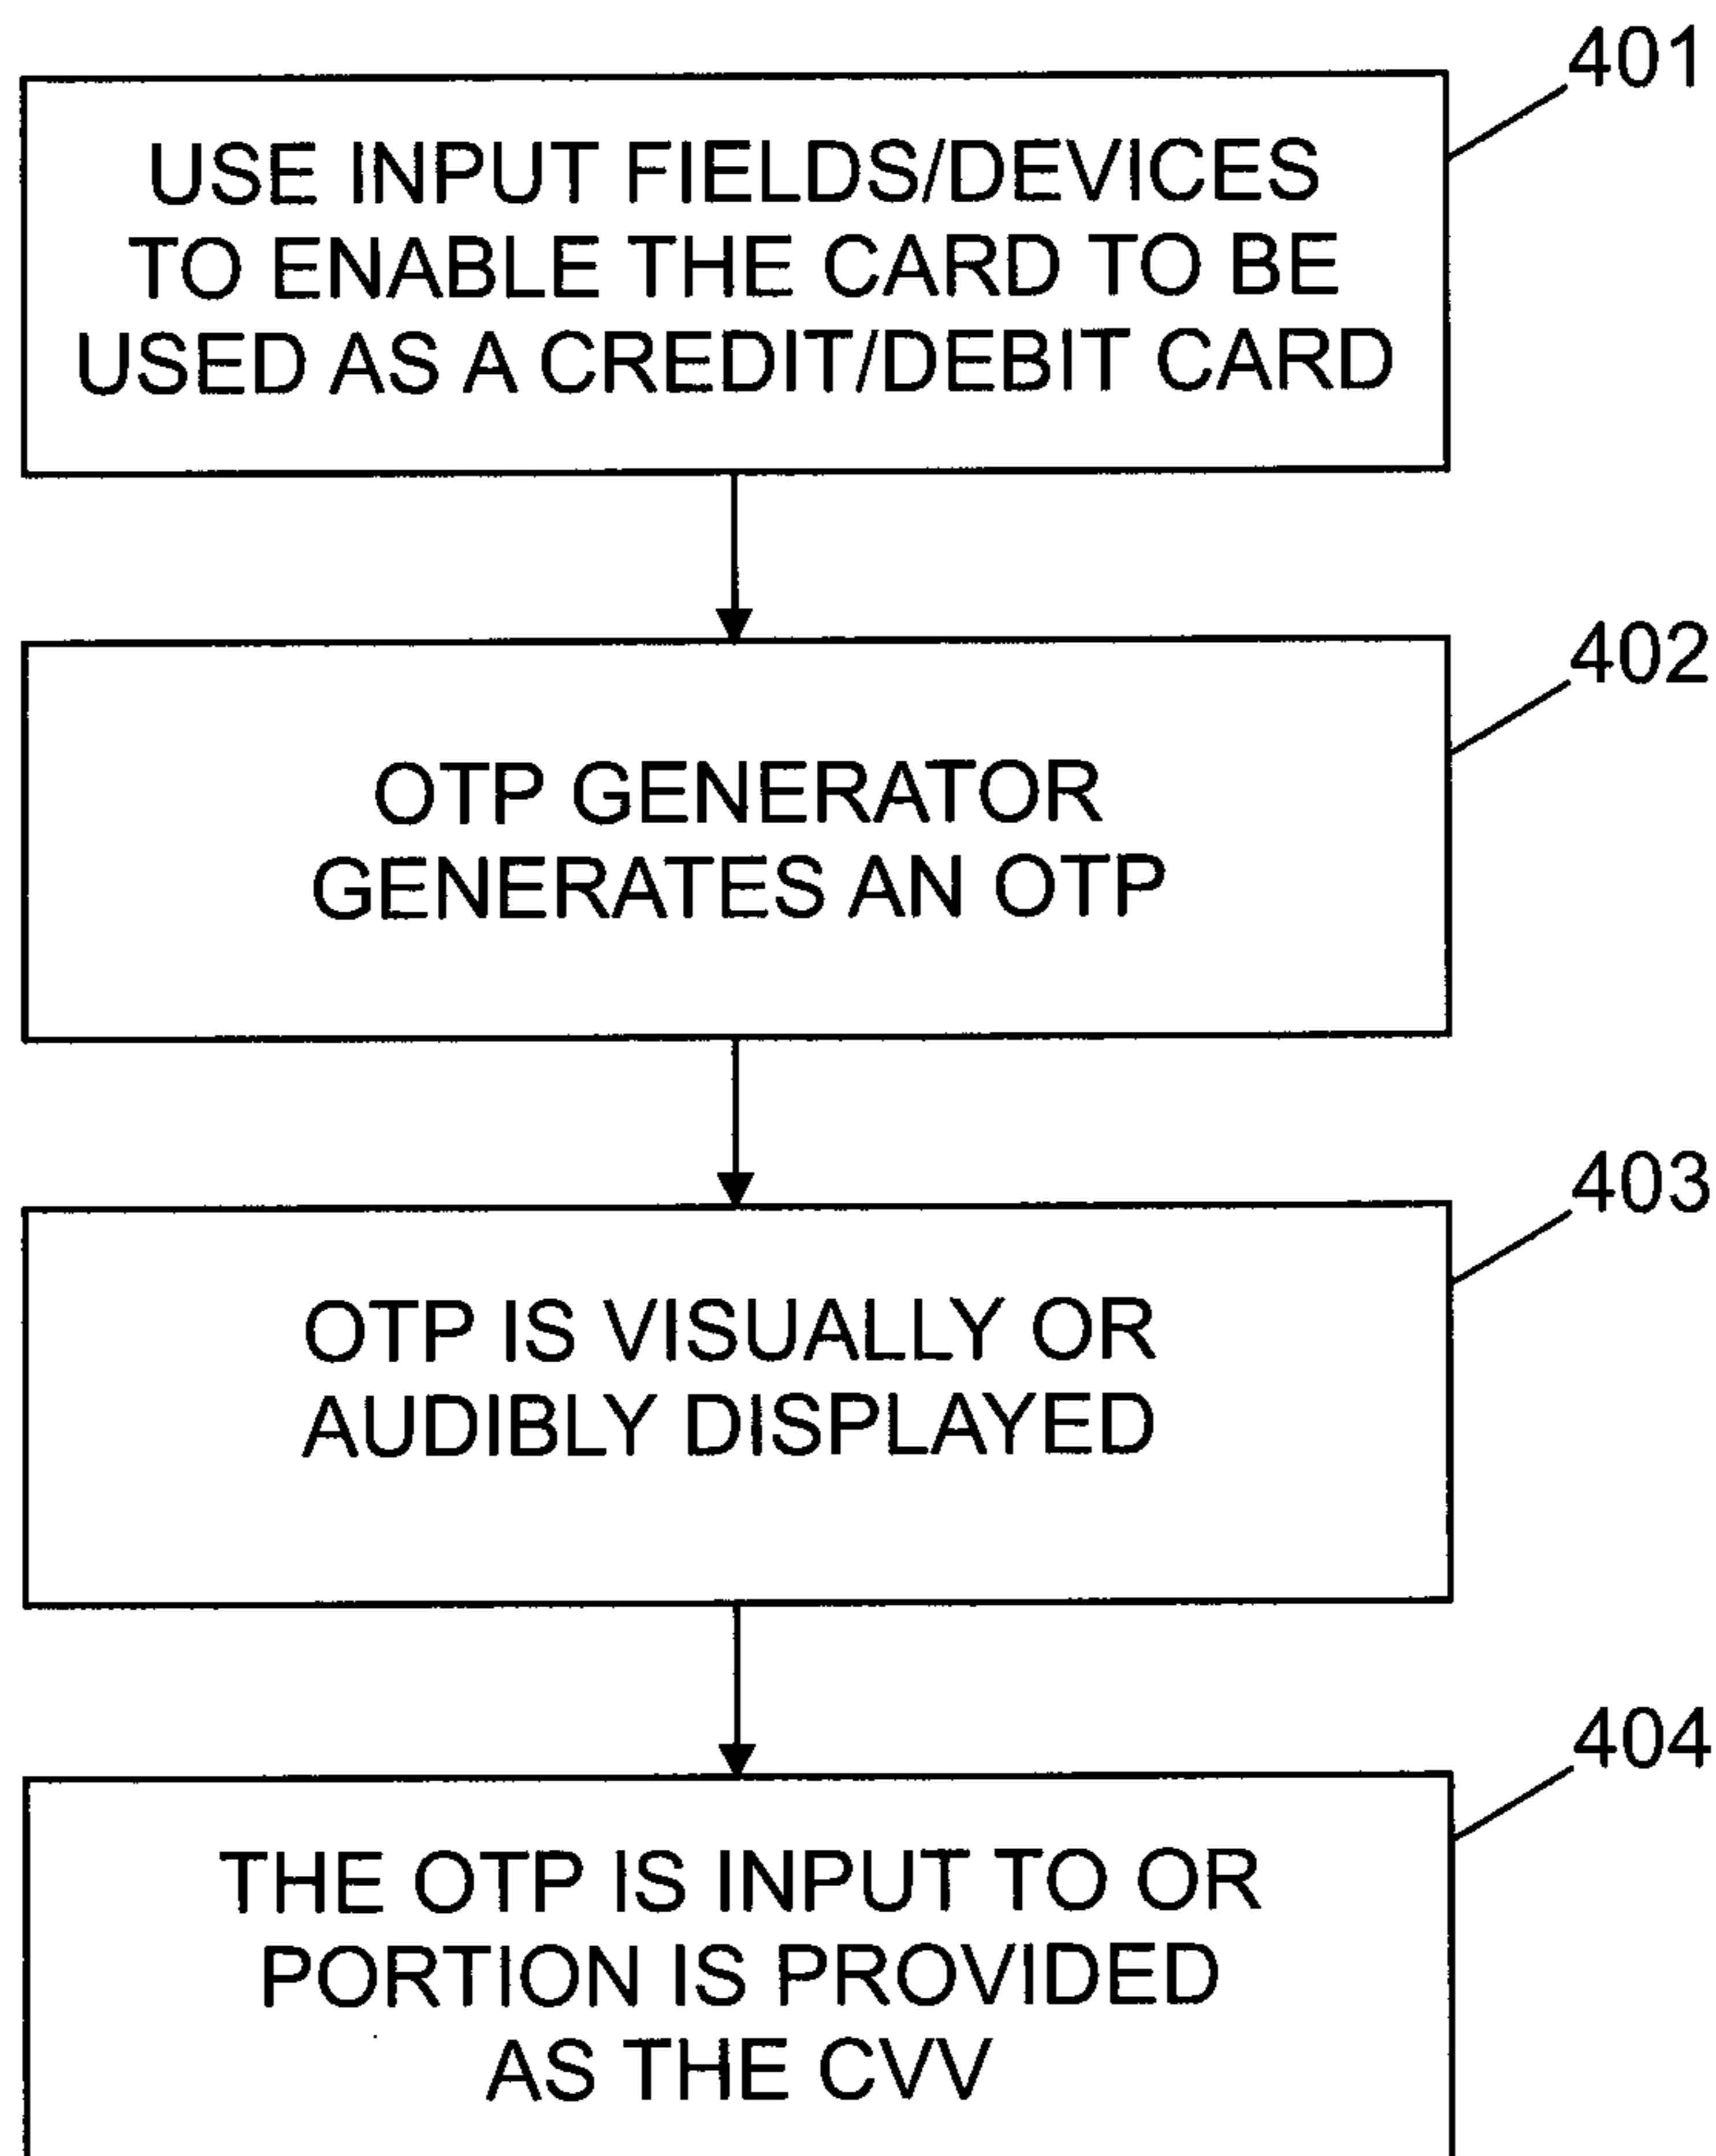 401
USE INPUT FIELDS/DEVICES
TO ENABLE THE CARD TO BE
USED AS A CREDIT/DEBIT CARD
402
OTP GENERATOR
GENERATES AN OTP
403
OTP IS VISUALLY OR
AUDIBLY DISPLAYED
404
THE OTP IS INPUT TO OR
PORTION IS PROVIDED
AS THE CVV